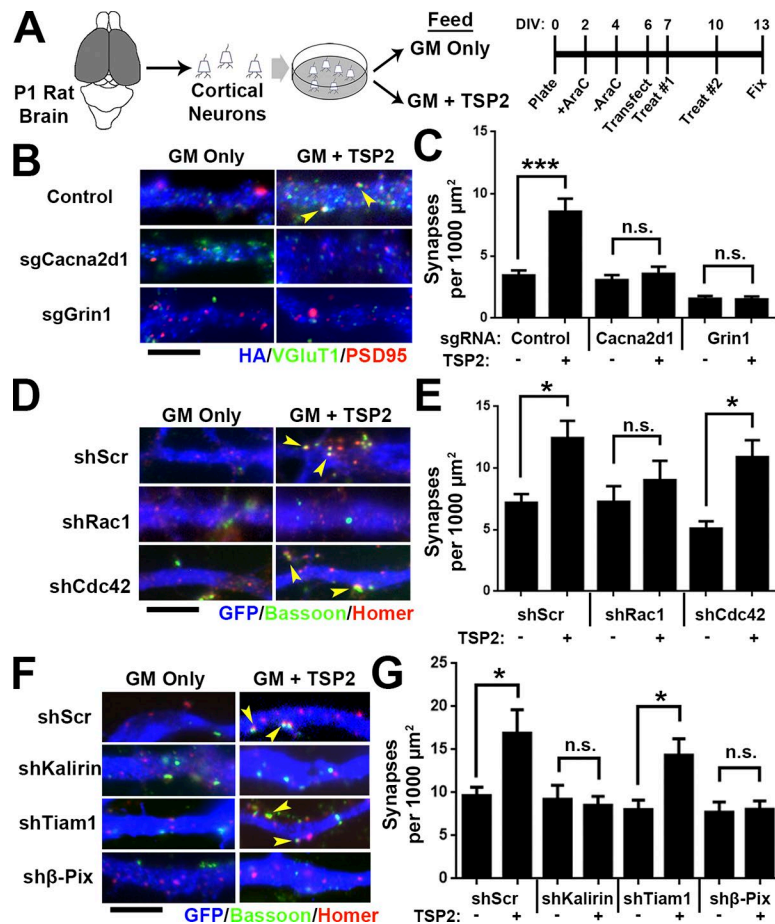 A
P1 Rat
Brain
Cortical
Neurons
Feed
GM Only
GM + TSP2
DIV: 0 2 4 6 7 10 13
Plate
+AraC
-AraC
Transfect
Treat #1
Treat #2
Fix
B
GM Only GM + TSP2
Control
sgCacna2d1
sgGrin1
HA/VGluT1/PSD95
C
Synapses
per 1000 µm²
15
10
5
0
***
n.s.
n.s.
sgRNA: Control Cacna2d1 Grin1
TSP2: - + - + - +
D
GM Only GM + TSP2
shScr
shRac1
shCdc42
GFP/Bassoon/Homer
E
Synapses
per 1000 µm²
15
10
5
0
*
n.s.
*
shScr shRac1 shCdc42
TSP2: - + - + - +
F
GM Only GM + TSP2
shScr
shKalirin
shTiam1
shβ-Pix
GFP/Bassoon/Homer
G
Synapses
per 1000 µm²
25
20
15
10
5
0
*
n.s.
*
n.s.
shScr shKalirin shTiam1 shβ-Pix
TSP2: - + - + - + - +